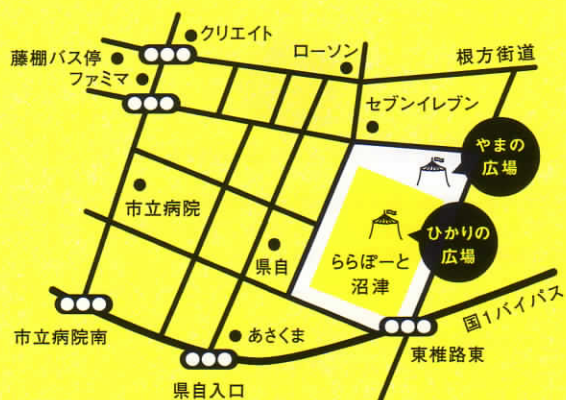 クリエイト
藤棚バス停
ファミマ
ローソン
根方街道
セブンイレブン
やまの
広場
市立病院
ひかりの
広場
県自
ららぽーと
沼津
国1バイパス
あさくま
市立病院南
東椎路東
県自入口